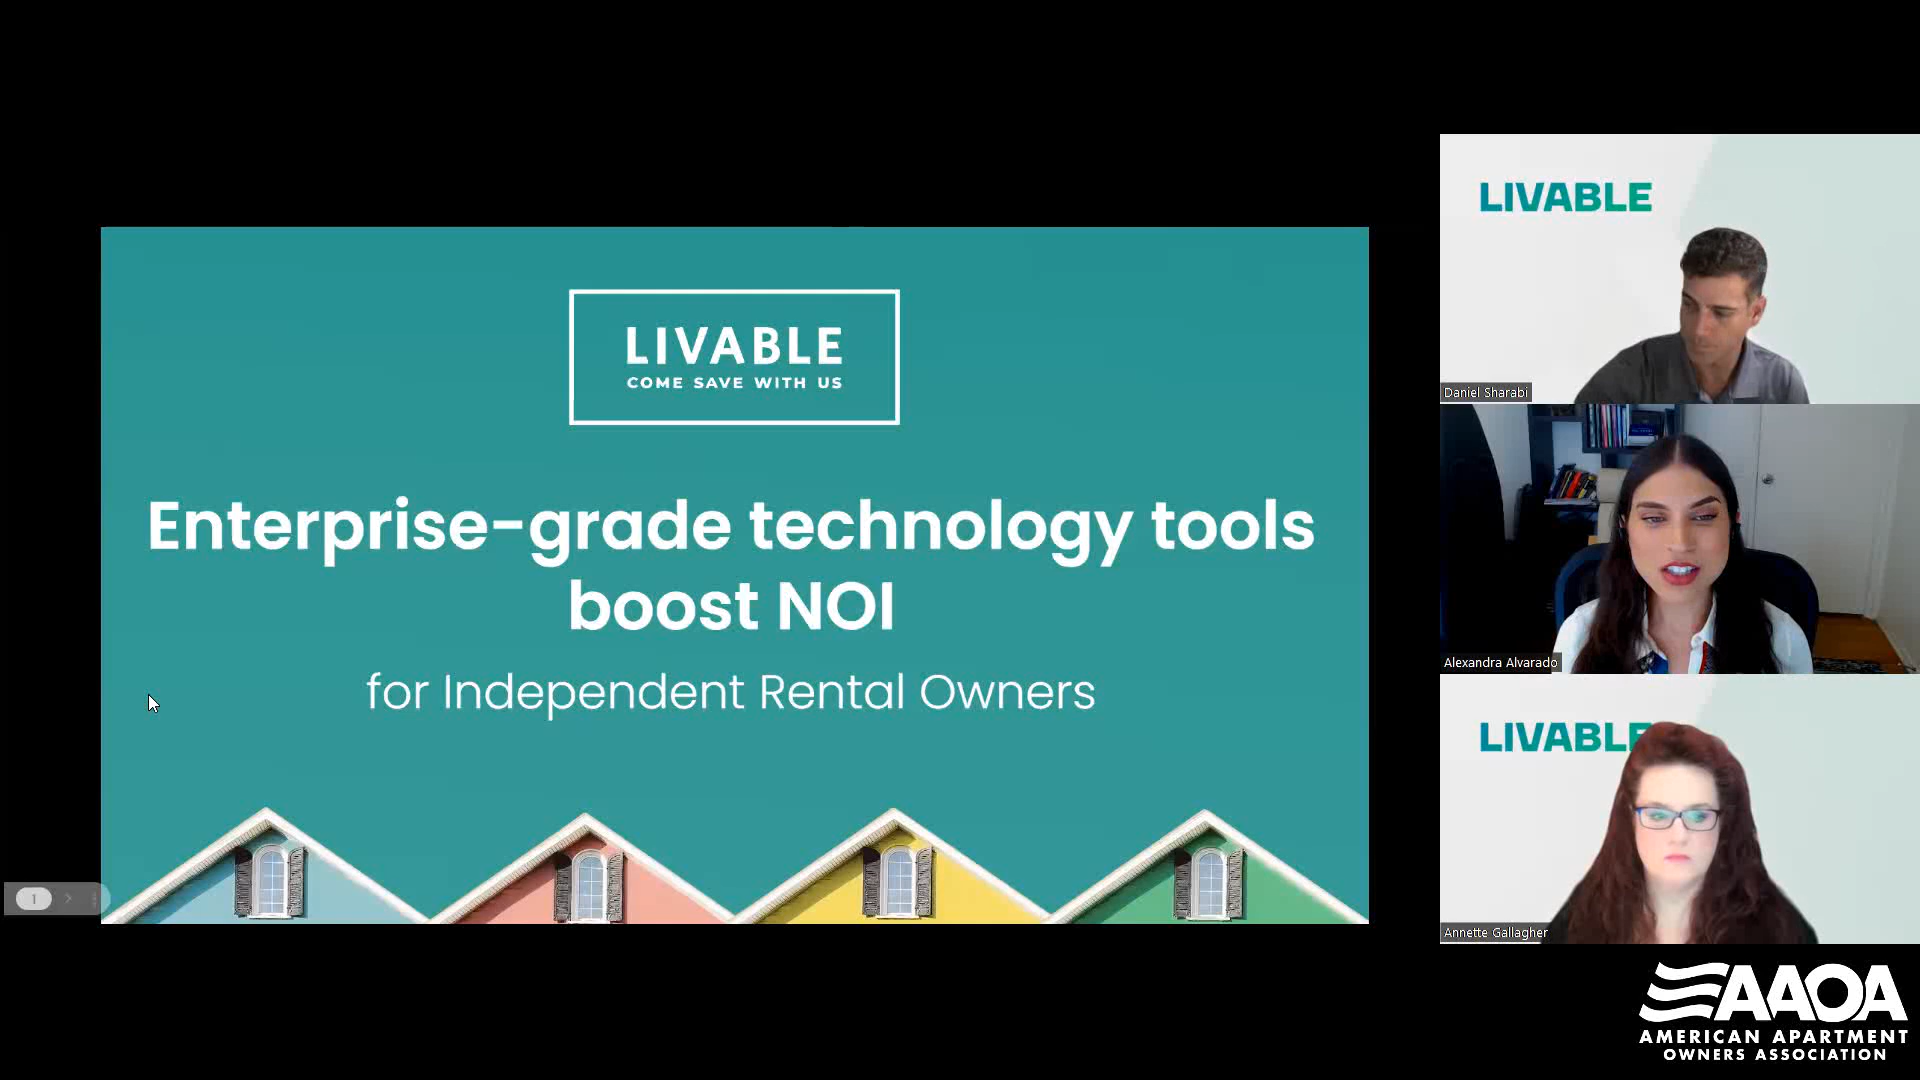 LIVABLE
COME SAVE WITH US
Enterprise-grade technology tools
boost NOI
for Independent Rental Owners
1
LIVABLE
Daniel Sharabi
Alexandra Alvarado
LIVABLE
Annette Gallagher
AAOA
AMERICAN APARTMENT
OWNERS ASSOCIATION